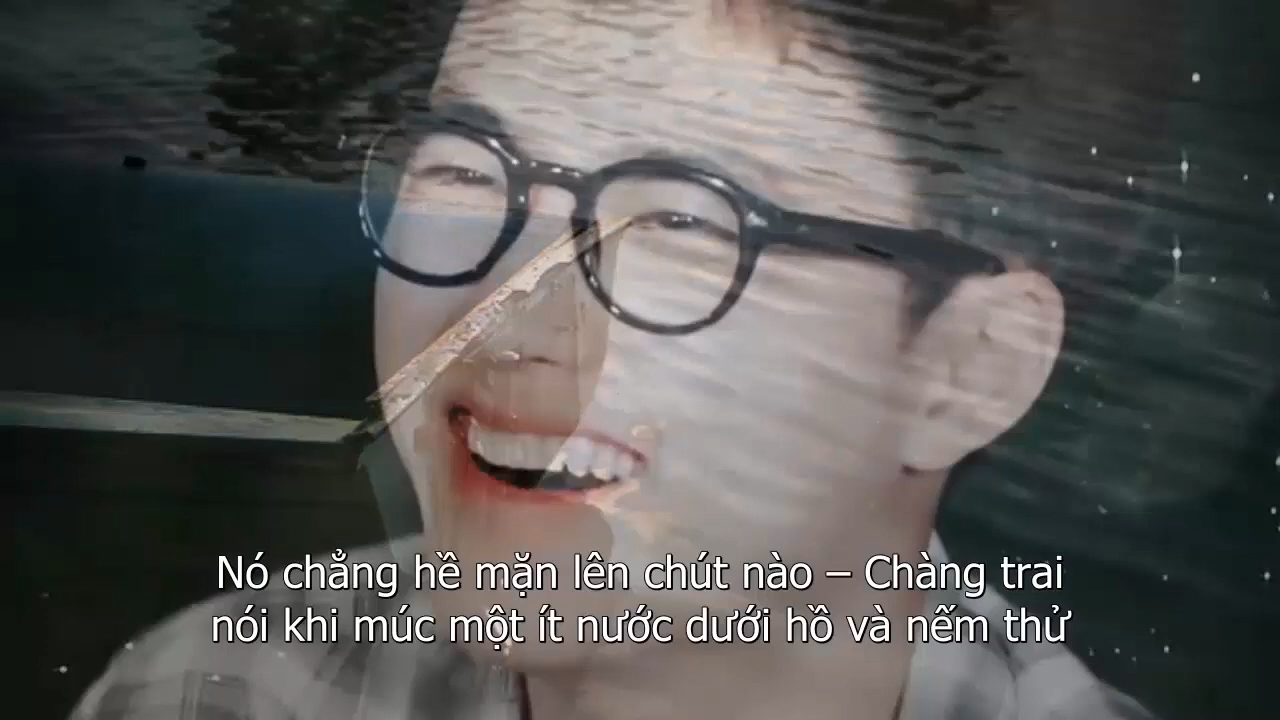 Nó chẳng hề mặn lên chút nào – Chàng trai
nói khi múc một ít nước dưới hồ và nếm thử